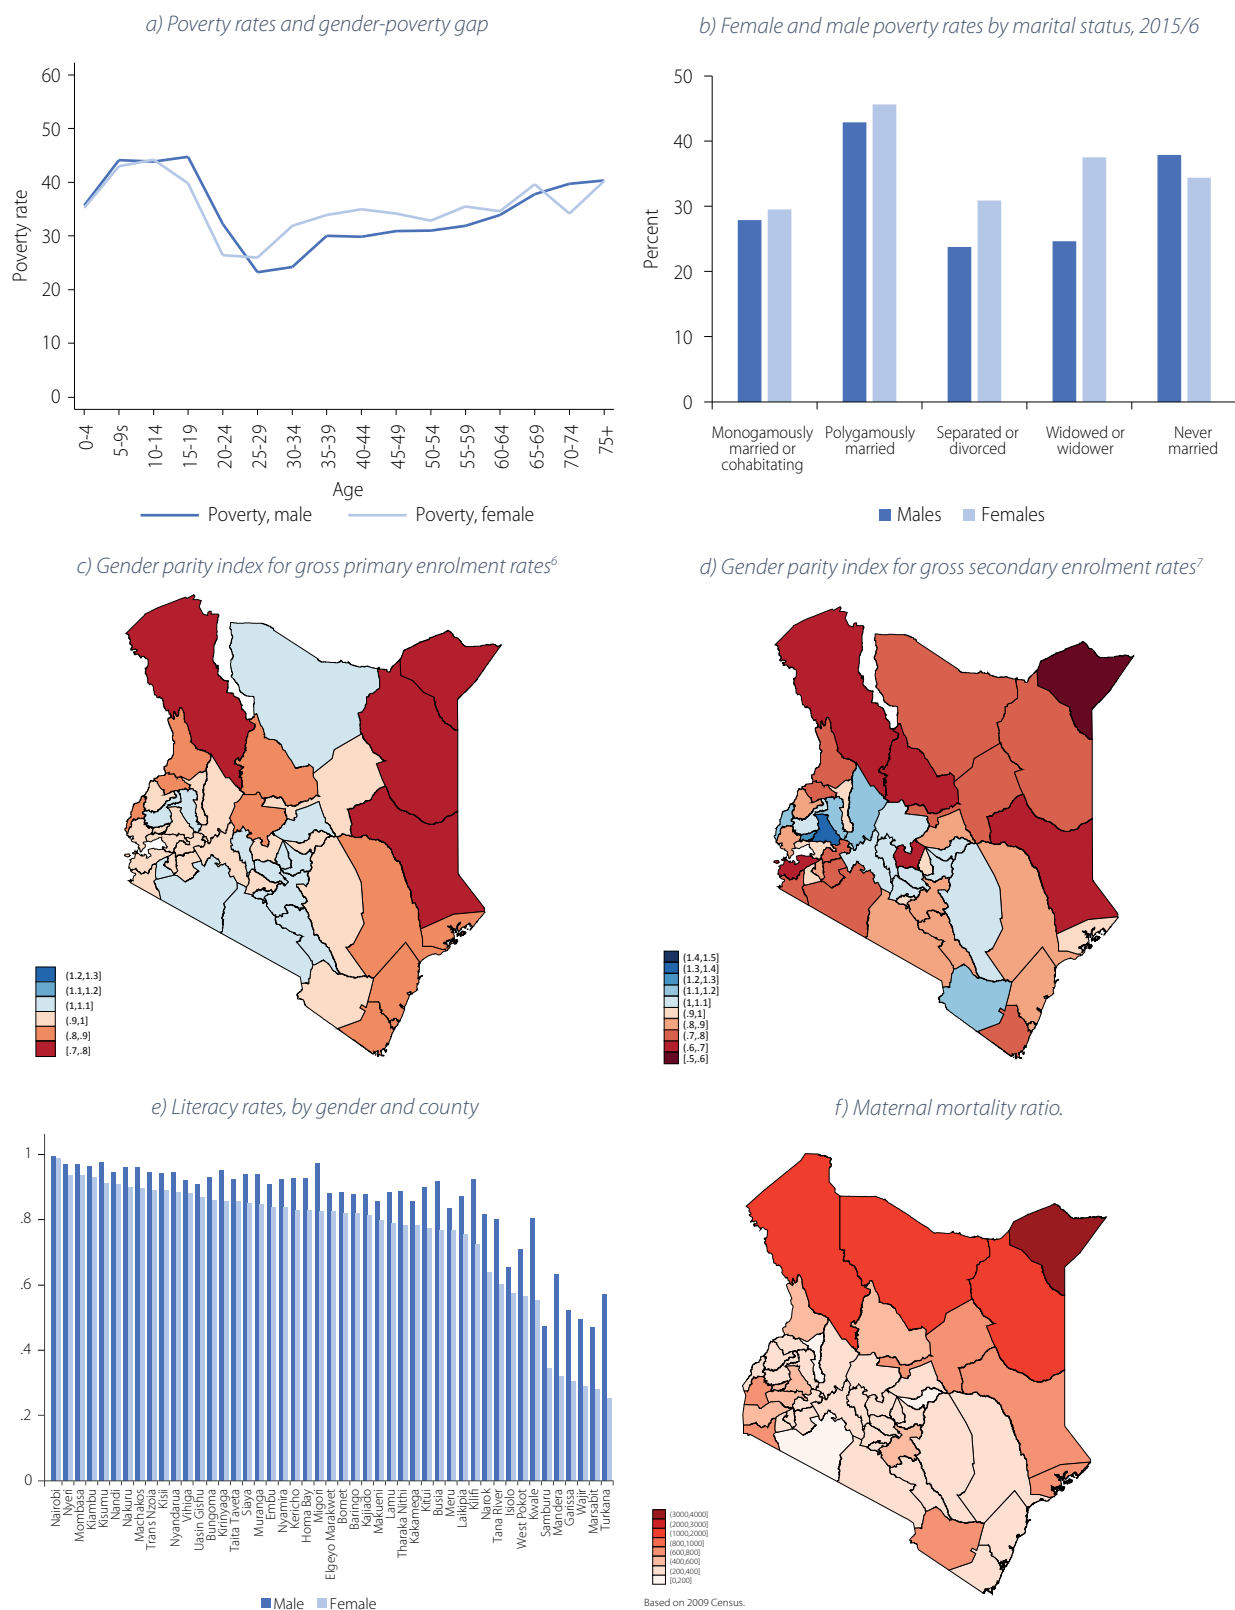 a) Poverty rates and gender-poverty gap
60
50
40
30
20
10
0
Poverty rate
0-4
5-9s
10-14
15-19
20-24
25-29
30-34
35-39
40-44
45-49
50-54
55-59
60-64
65-69
70-74
75+
Age
Poverty, male
Poverty, female
b) Female and male poverty rates by marital status, 2015/6
50
40
30
20
10
0
Percent
Monogamously
married or
cohabitating
Polygamously
married
Separated or
divorced
Widowed or
widower
Never
married
Males
Females
c) Gender parity index for gross primary enrolment rates⁶
(1.2,1.3]
(1.1,1.2]
(1,1.1]
(.9,1]
(.8,.9]
[.7,.8]
d) Gender parity index for gross secondary enrolment rates⁷
(1.4,1.5]
(1.3,1.4]
(1.2,1.3]
(1.1,1.2]
(1,1.1]
(.9,1]
(.8,.9]
(.7,.8]
(.6,.7]
[.5,.6]
e) Literacy rates, by gender and county
1
.8
.6
.4
.2
0
Nairobi
Nyeri
Mombasa
Kiambu
Kisumu
Nandi
Nakuru
Machakos
Trans Nzoia
Kisii
Nyandarua
Vihiga
Uasin Gishu
Bungoma
Kirinyaga
Taita Taveta
Siaya
Muranga
Embu
Nyamira
Kericho
Homa Bay
Migori
Elgeyo Marakwet
Bomet
Baringo
Kajiado
Makueni
Lamu
Tharaka Nithi
Kakamega
Kitui
Busia
Meru
Laikipia
Kilifi
Narok
Tana River
Isiolo
West Pokot
Kwale
Samburu
Mandera
Garissa
Wajir
Marsabit
Turkana
Male
Female
f) Maternal mortality ratio.
(3000,4000]
(2000,3000]
(1000,2000]
(800,1000]
(600,800]
(400,600]
(200,400]
[0,200]
Based on 2009 Census.